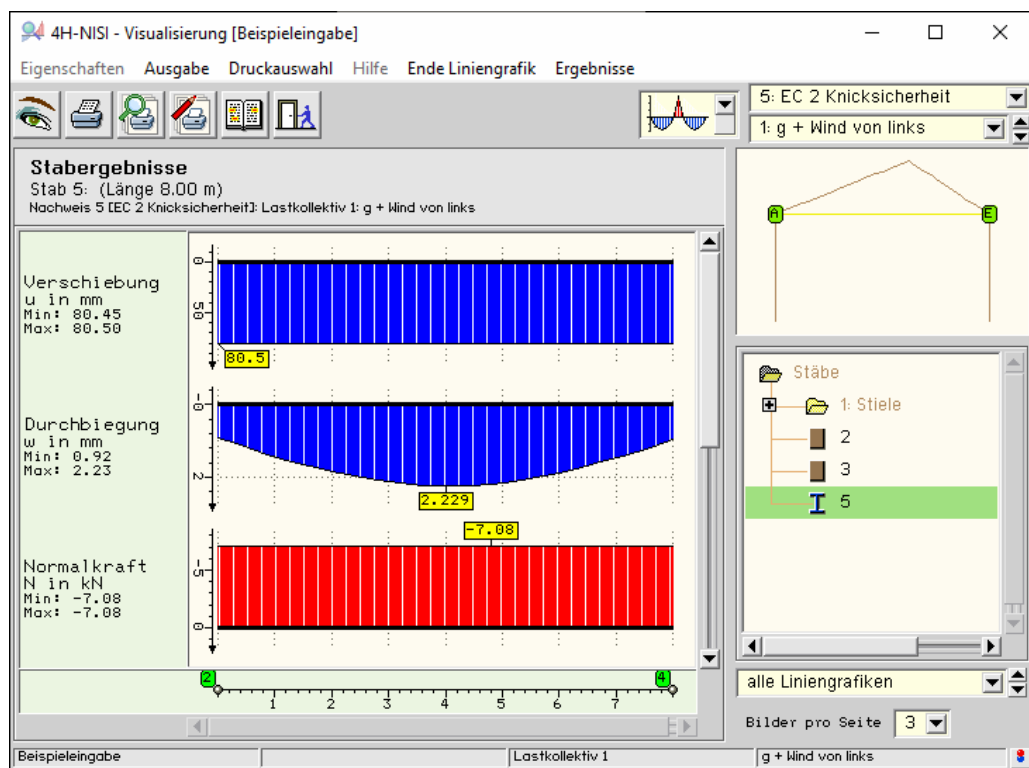 4H-NISI - Visualisierung [Beispieleingabe]
Eigenschaften Ausgabe Druckauswahl Hilfe Ende Liniengrafik Ergebnisse
5: EC 2 Knicksicherheit
1: g + Wind von links
Stabergebnisse
Stab 5: (Länge 8.00 m)
Nachweis 5 [EC 2 Knicksicherheit]: Lastkollektiv 1: g + Wind von links
A E
Verschiebung
u in mm
Min: 80.45
Max: 80.50
0
50
80.5
Durchbiegung
w in mm
Min: 0.92
Max: 2.23
-0
2
2.229
Normalkraft
N in kN
Min: -7.08
Max: -7.08
-5
0
-7.08
2 4
1 2 3 4 5 6 7
Stäbe
1: Stiele
2
3
5
alle Liniengrafiken
Bilder pro Seite 3
Beispieleingabe Lastkollektiv 1 g + Wind von links